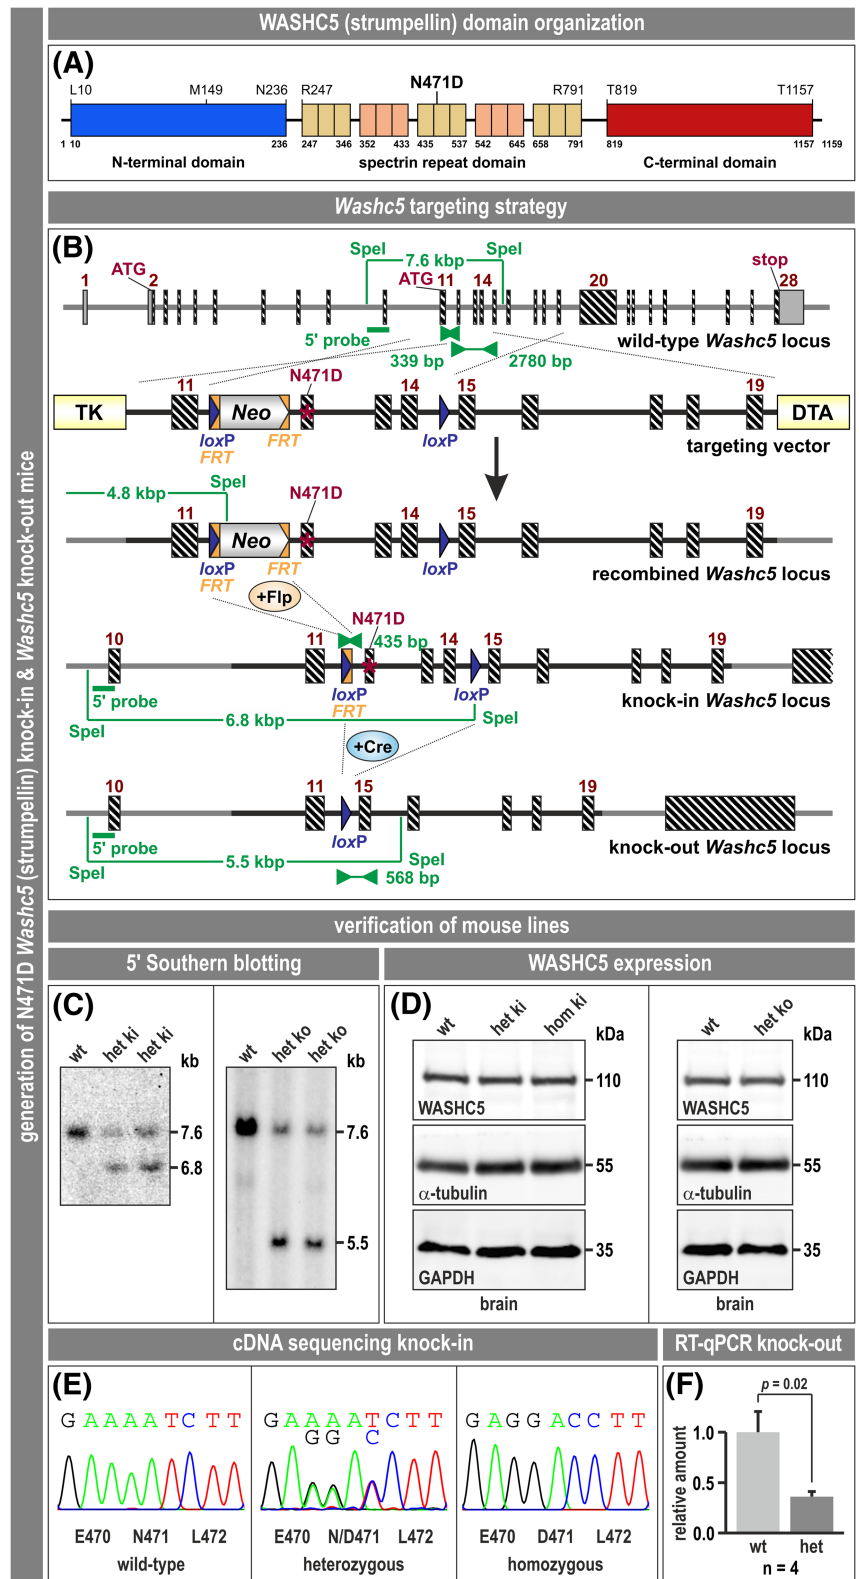 generation of N471D Washc5 (strumpellin) knock-in & Washc5 knock-out mice
WASHC5 (strumpellin) domain organization
(A)
L10 M149 N236 R247 N471D R791 T819 T1157
1 10 236 247 346 352 433 435 537 542 645 658 791 819 1157 1159
N-terminal domain spectrin repeat domain C-terminal domain
Washc5 targeting strategy
(B)
SpeI 7.6 kbp SpeI
1 ATG 2 ATG 11 14 20 stop 28
5' probe
wild-type Washc5 locus
339 bp 2780 bp
N471D
11 14 15 19
TK Neo DTA
loxP FRT loxP
FRT
targeting vector
4.8 kbp SpeI
N471D
11 14 15 19
Neo
loxP FRT loxP
FRT
recombined Washc5 locus
+Flp
N471D
435 bp
10 11 14 15 19
loxP loxP
FRT
5' probe
knock-in Washc5 locus
SpeI 6.8 kbp SpeI
+Cre
10 11 15 19
loxP
5' probe
knock-out Washc5 locus
SpeI 5.5 kbp SpeI
568 bp
verification of mouse lines
5' Southern blotting
(C)
wt het ki het ki kb
7.6
6.8
wt het ko het ko kb
7.6
5.5
WASHC5 expression
(D)
wt het ki hom ki kDa
WASHC5 110
α-tubulin 55
GAPDH 35
brain
wt het ko kDa
WASHC5 110
α-tubulin 55
GAPDH 35
brain
cDNA sequencing knock-in
(E)
G A A A A T C T T
E470 N471 L472
wild-type
G A A A A T C T T
G G C
E470 N/D471 L472
heterozygous
G A G G A C C T T
E470 D471 L472
homozygous
RT-qPCR knock-out
(F)
p = 0.02
relative amount
1.0
0.5
0.0
wt het
n = 4